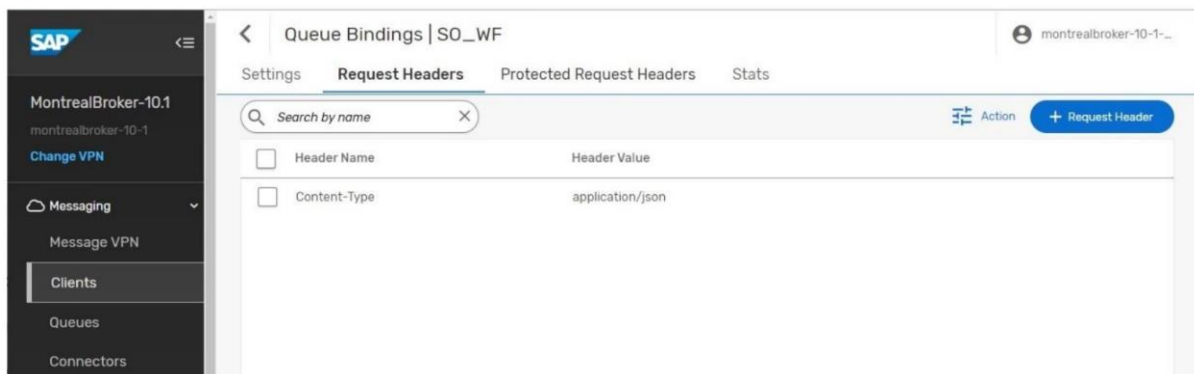 SAP
Queue Bindings | SO_WF
montrealbroker-10-1-…
Settings Request Headers Protected Request Headers Stats
MontrealBroker-10.1
montrealbroker-10-1
Change VPN
Search by name
Action
+ Request Header
Header Name Header Value
Content-Type application/json
Messaging
Message VPN
Clients
Queues
Connectors